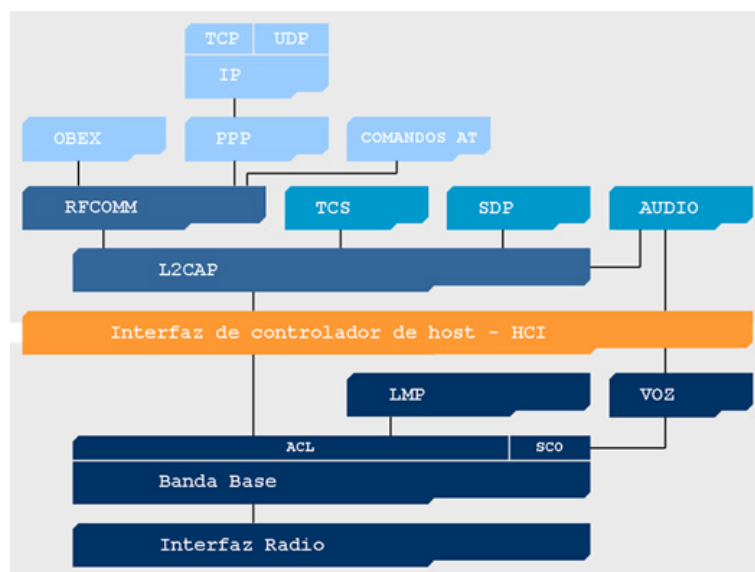 TCP UDP
IP
OBEX PPP COMANDOS AT
RFCOMM TCS SDP AUDIO
L2CAP
Interfaz de controlador de host - HCI
LMP VOZ
ACL SCO
Banda Base
Interfaz Radio